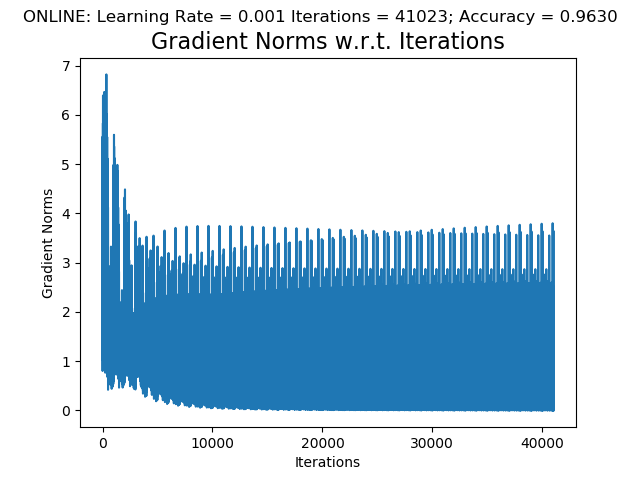 ONLINE: Learning Rate = 0.001 Iterations = 41023; Accuracy = 0.9630
Gradient Norms w.r.t. Iterations
7
6
5
4
3
2
1
0
Gradient Norms
0 10000 20000 30000 40000
Iterations